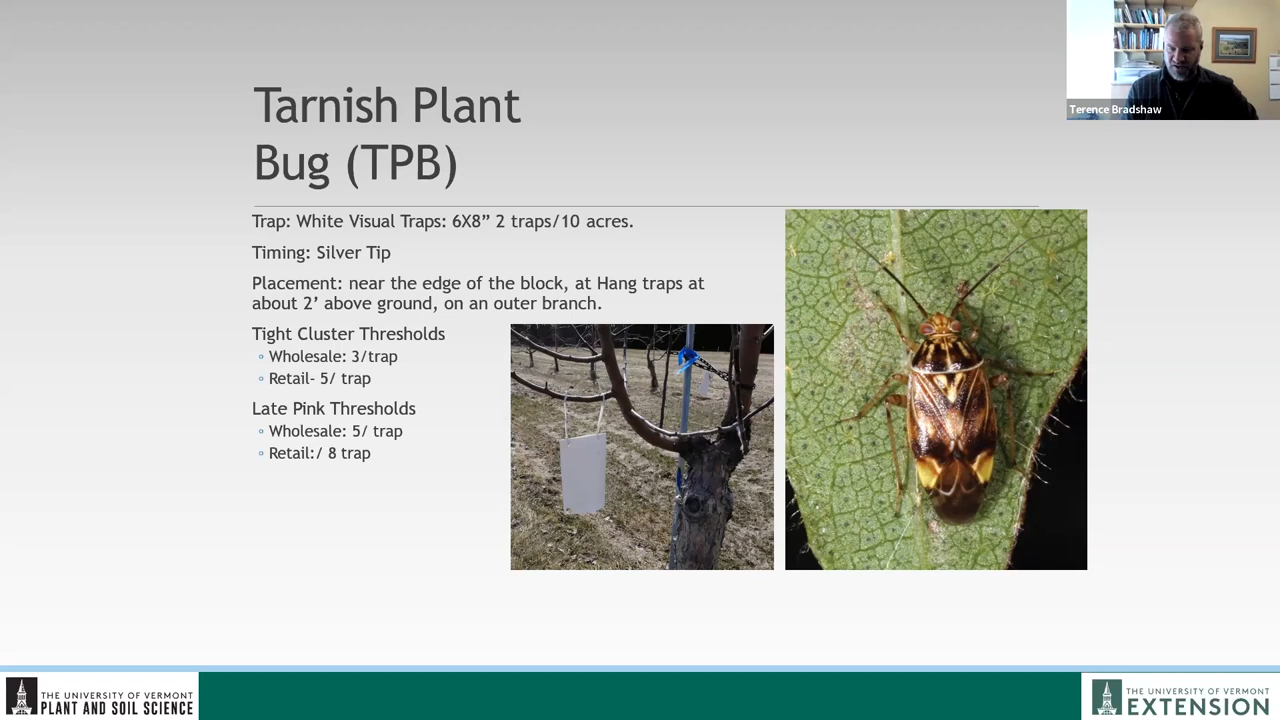 Terence Bradshaw
Tarnish Plant
Bug (TPB)
Trap: White Visual Traps: 6X8” 2 traps/10 acres.
Timing: Silver Tip
Placement: near the edge of the block, at Hang traps at
about 2’ above ground, on an outer branch.
Tight Cluster Thresholds
◦ Wholesale: 3/trap
◦ Retail- 5/ trap
Late Pink Thresholds
◦ Wholesale: 5/ trap
◦ Retail:/ 8 trap
THE UNIVERSITY OF VERMONT
PLANT AND SOIL SCIENCE
THE UNIVERSITY OF VERMONT
EXTENSION